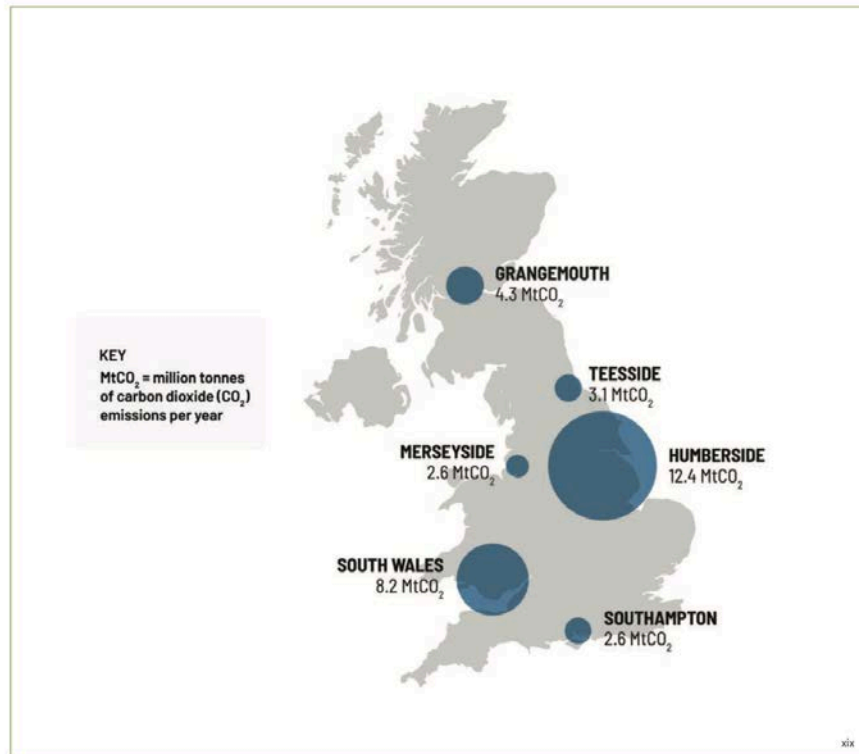 GRANGEMOUTH
4.3 MtCO₂
KEY
MtCO₂ = million tonnes
of carbon dioxide (CO₂)
emissions per year
TEESSIDE
3.1 MtCO₂
MERSEYSIDE
2.6 MtCO₂
HUMBERSIDE
12.4 MtCO₂
SOUTH WALES
8.2 MtCO₂
SOUTHAMPTON
2.6 MtCO₂
xix